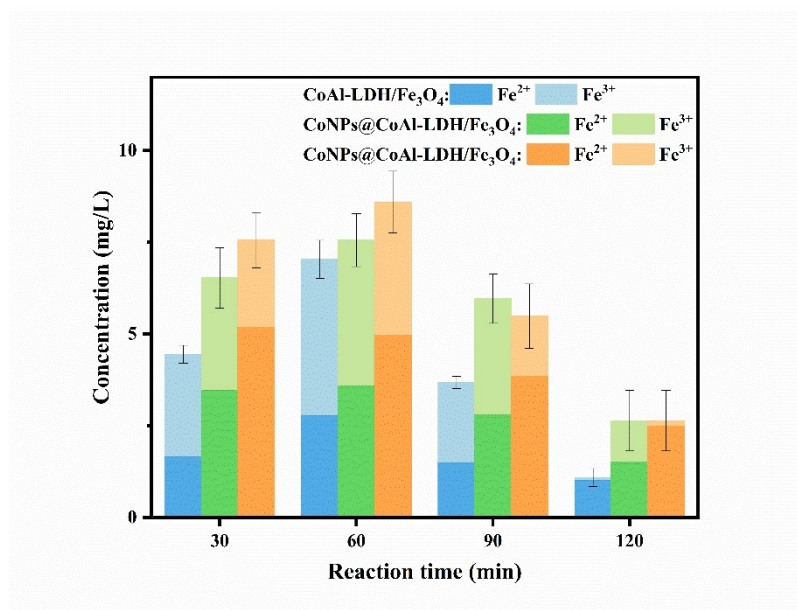 CoAl-LDH/Fe₃O₄: Fe²⁺ Fe³⁺
CoNPs@CoAl-LDH/Fe₃O₄: Fe²⁺ Fe³⁺
CoNPs@CoAl-LDH/Fe₃O₄: Fe²⁺ Fe³⁺
Concentration (mg/L)
10
5
0
30 60 90 120
Reaction time (min)